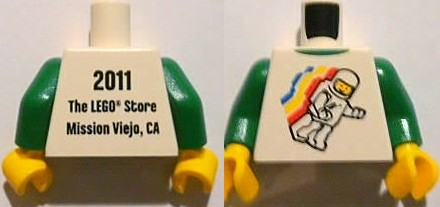 2011
The LEGO® Store
Mission Viejo, CA